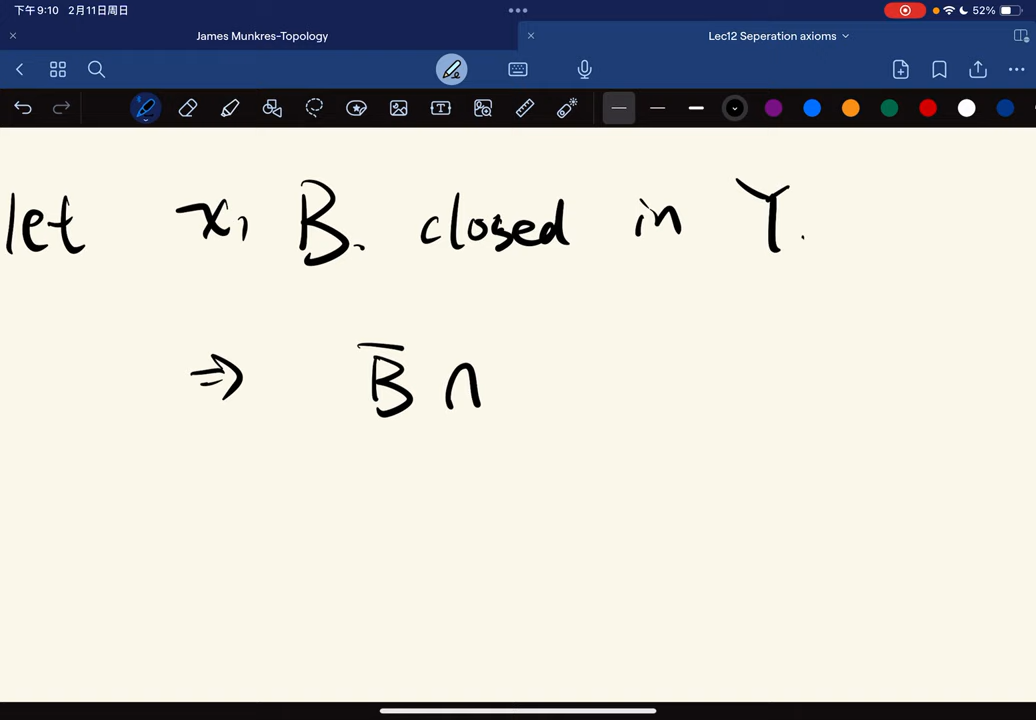 下午9:10 2月11日周日
52%
James Munkres-Topology
Lec12 Seperation axioms
let x, B. closed in Y.
⇒ B̅ ∩